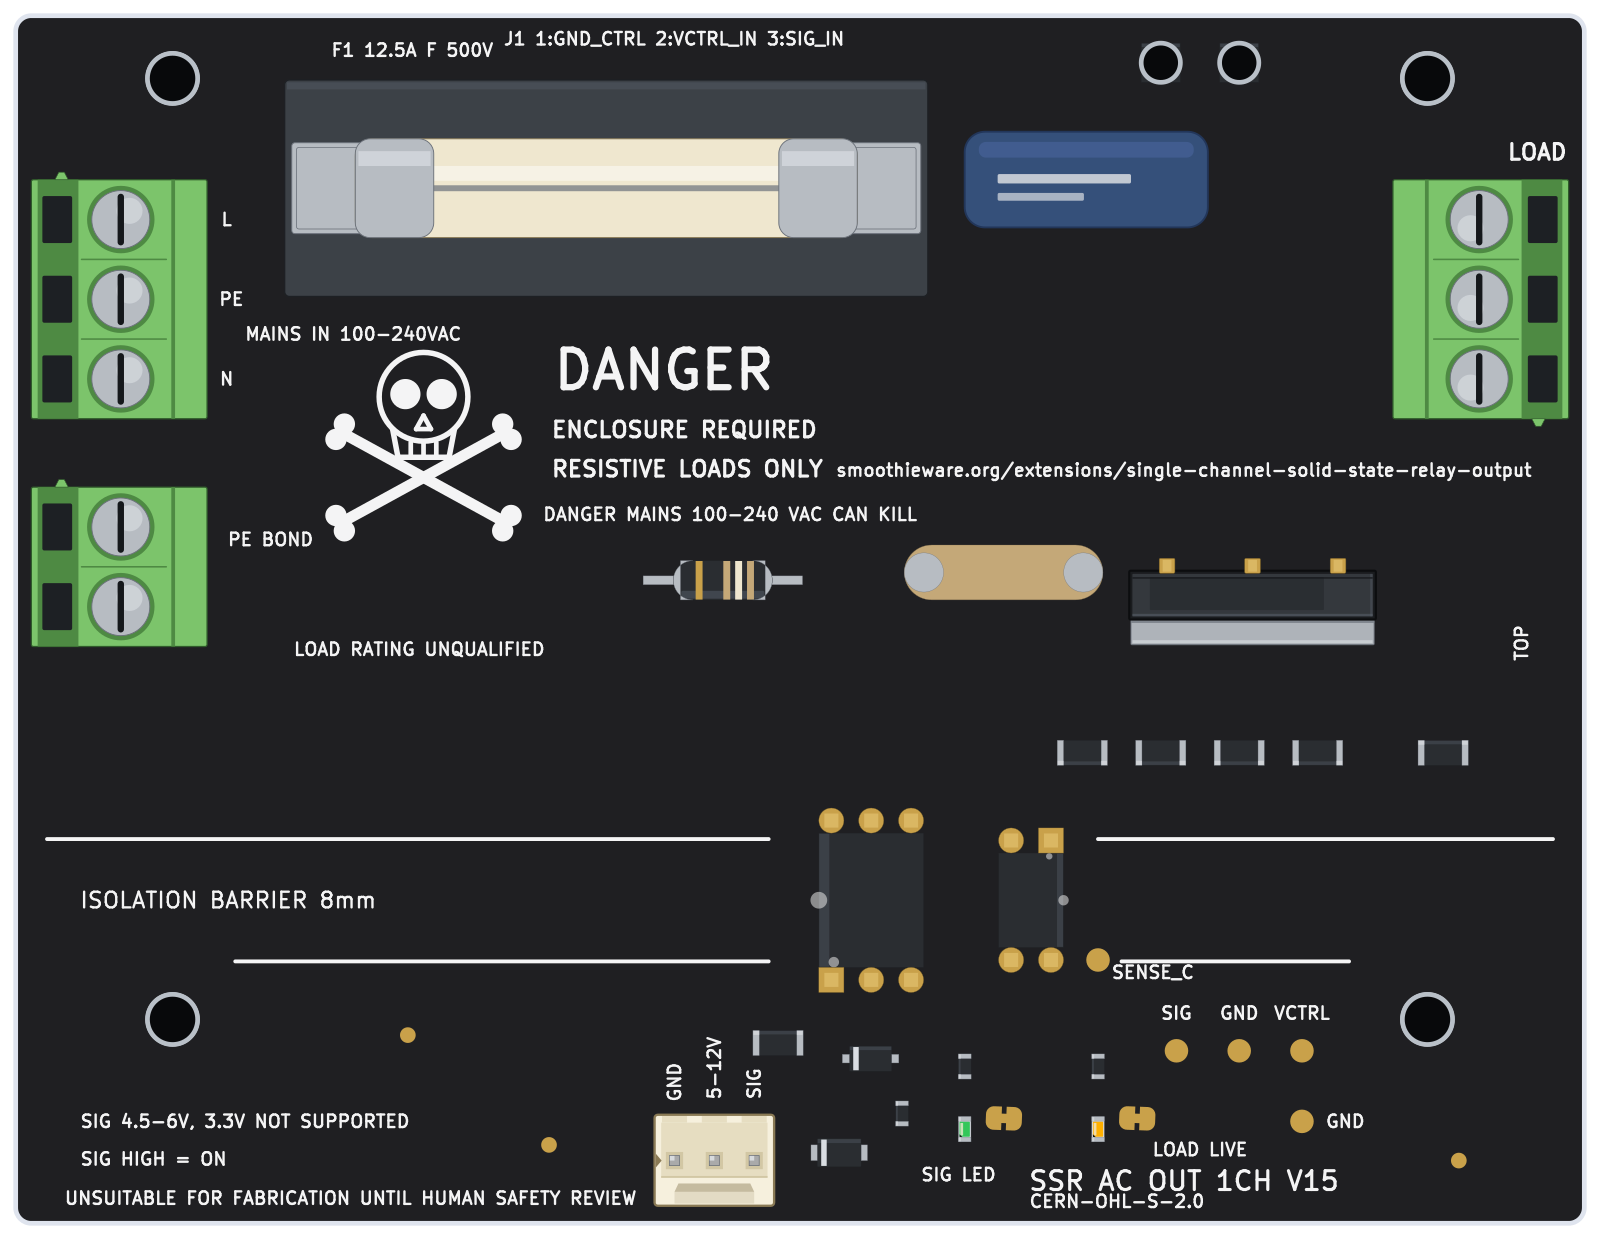 F1 12.5A F 500V
J1 1:GND_CTRL 2:VCTRL_IN 3:SIG_IN
LOAD
L
PE
MAINS IN 100-240VAC
N
DANGER
ENCLOSURE REQUIRED
RESISTIVE LOADS ONLY
smoothieware.org/extensions/single-channel-solid-state-relay-output
DANGER MAINS 100-240 VAC CAN KILL
PE BOND
LOAD RATING UNQUALIFIED
TOP
ISOLATION BARRIER 8mm
SENSE_C
SIG
GND
VCTRL
GND
5-12V
SIG
SIG 4.5-6V, 3.3V NOT SUPPORTED
GND
LOAD LIVE
SIG HIGH = ON
SIG LED
SSR AC OUT 1CH V15
UNSUITABLE FOR FABRICATION UNTIL HUMAN SAFETY REVIEW
CERN-OHL-S-2.0